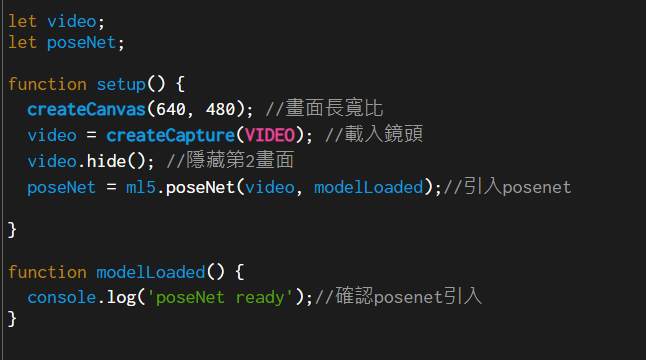 let video;
let poseNet;
function setup() {
createCanvas(640, 480); //畫面長寬比
video = createCapture(VIDEO); //載入鏡頭
video.hide(); //隱藏第2畫面
poseNet = ml5.poseNet(video, modelLoaded);//引入posenet
}
function modelLoaded() {
console.log('poseNet ready');//確認posenet引入
}